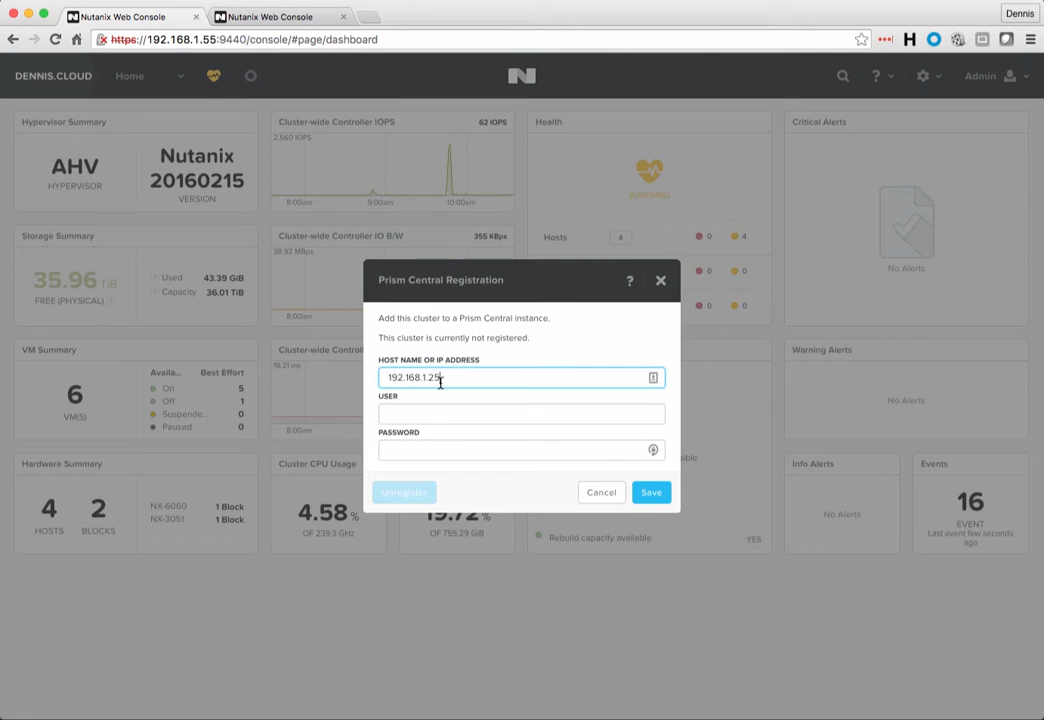 Nutanix Web Console
Nutanix Web Console
Dennis
https://192.168.1.55:9440/console/#page/dashboard
DENNIS.CLOUD
Home
?
Admin
Hypervisor Summary
AHV
HYPERVISOR
Nutanix
20160215
VERSION
Cluster-wide Controller IOPS
62 IOPS
2,560 IOPS
8:00am
9:00am
10:00am
Health
WARNING
Hosts
4
0
4
0
0
0
0
Critical Alerts
No Alerts
Storage Summary
35.96 TiB
FREE (PHYSICAL)
Used
43.39 GiB
Capacity
36.01 TiB
Cluster-wide Controller IO B/W
355 KBps
38.92 MBps
8:00am
Prism Central Registration
?
Add this cluster to a Prism Central instance.
This cluster is currently not registered.
HOST NAME OR IP ADDRESS
192.168.1.25
USER
PASSWORD
Unregister
Cancel
Save
VM Summary
6
VM(S)
Availa...
Best Effort
On
5
Off
1
Suspende...
0
Paused
0
Cluster-wide Control
18.21 ms
8:00am
Warning Alerts
No Alerts
Hardware Summary
4
HOSTS
2
BLOCKS
NX-6060
1 Block
NX-3051
1 Block
Cluster CPU Usage
4.58 %
OF 239.3 GHz
19.72 %
OF 755.29 GiB
sible
Rebuild capacity available
YES
Info Alerts
No Alerts
Events
16
EVENT
Last event few seconds
ago